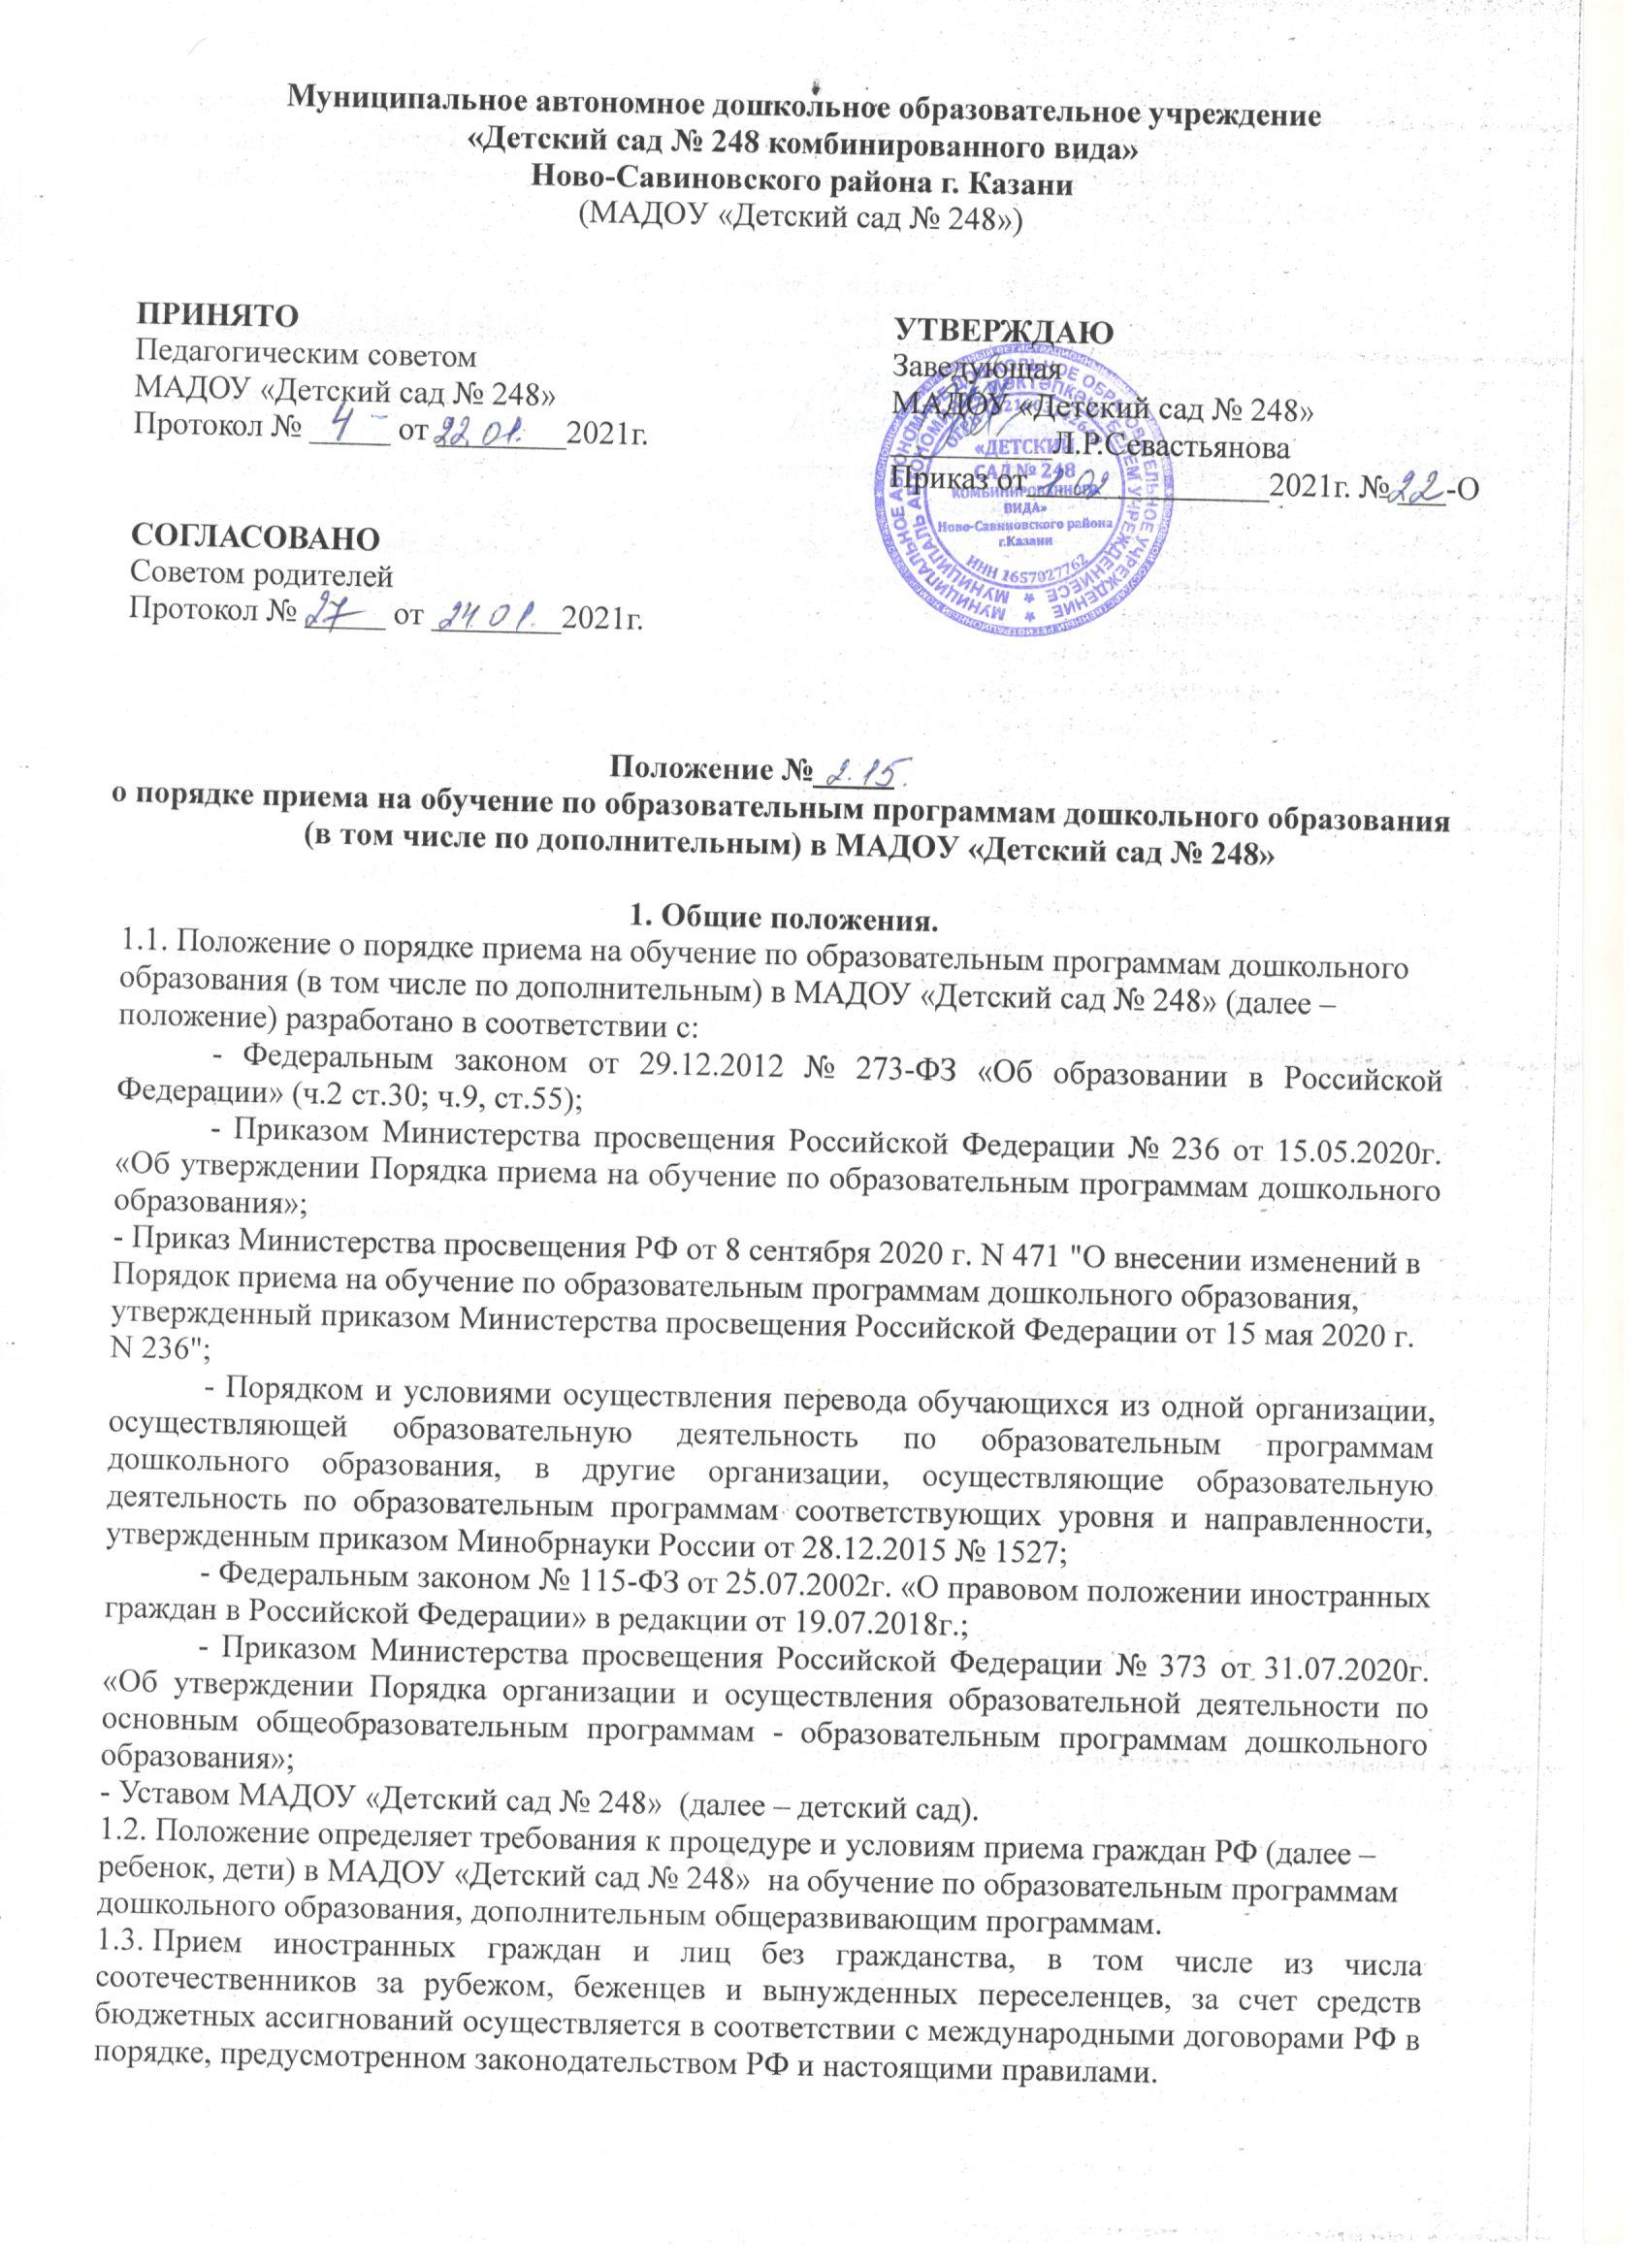 Муниципальное автономное дошкольное образовательное учреждение
«Детский сад № 248 комбинированного вида»
Ново-Савиновского района г. Казани
(МАДОУ «Детский сад № 248»)
ПРИНЯТО
Педагогическим советом
МАДОУ «Детский сад № 248»
Протокол № 4 от 22.01. 2021г.
СОГЛАСОВАНО
Советом родителей
Протокол № 27 от 24.01. 2021г.
УТВЕРЖДАЮ
Заведующая
МАДОУ «Детский сад № 248»
Л.Р.Севастьянова
Приказ от 2021г. № 22-О
«ДЕТСКИЙ
САД № 248
КОМБИНИРОВАННОГО
ВИДА»
Ново-Савиновского района
г.Казани
ИНН 1657027762
Положение № 2.15.
о порядке приема на обучение по образовательным программам дошкольного образования
(в том числе по дополнительным) в МАДОУ «Детский сад № 248»
1. Общие положения.
1.1. Положение о порядке приема на обучение по образовательным программам дошкольного
образования (в том числе по дополнительным) в МАДОУ «Детский сад № 248» (далее –
положение) разработано в соответствии с:
- Федеральным законом от 29.12.2012 № 273-ФЗ «Об образовании в Российской
Федерации» (ч.2 ст.30; ч.9, ст.55);
- Приказом Министерства просвещения Российской Федерации № 236 от 15.05.2020г.
«Об утверждении Порядка приема на обучение по образовательным программам дошкольного
образования»;
- Приказ Министерства просвещения РФ от 8 сентября 2020 г. N 471 "О внесении изменений в
Порядок приема на обучение по образовательным программам дошкольного образования,
утвержденный приказом Министерства просвещения Российской Федерации от 15 мая 2020 г.
N 236";
- Порядком и условиями осуществления перевода обучающихся из одной организации,
осуществляющей образовательную деятельность по образовательным программам
дошкольного образования, в другие организации, осуществляющие образовательную
деятельность по образовательным программам соответствующих уровня и направленности,
утвержденным приказом Минобрнауки России от 28.12.2015 № 1527;
- Федеральным законом № 115-ФЗ от 25.07.2002г. «О правовом положении иностранных
граждан в Российской Федерации» в редакции от 19.07.2018г.;
- Приказом Министерства просвещения Российской Федерации № 373 от 31.07.2020г.
«Об утверждении Порядка организации и осуществления образовательной деятельности по
основным общеобразовательным программам - образовательным программам дошкольного
образования»;
- Уставом МАДОУ «Детский сад № 248» (далее – детский сад).
1.2. Положение определяет требования к процедуре и условиям приема граждан РФ (далее –
ребенок, дети) в МАДОУ «Детский сад № 248» на обучение по образовательным программам
дошкольного образования, дополнительным общеразвивающим программам.
1.3. Прием иностранных граждан и лиц без гражданства, в том числе из числа
соотечественников за рубежом, беженцев и вынужденных переселенцев, за счет средств
бюджетных ассигнований осуществляется в соответствии с международными договорами РФ в
порядке, предусмотренном законодательством РФ и настоящими правилами.